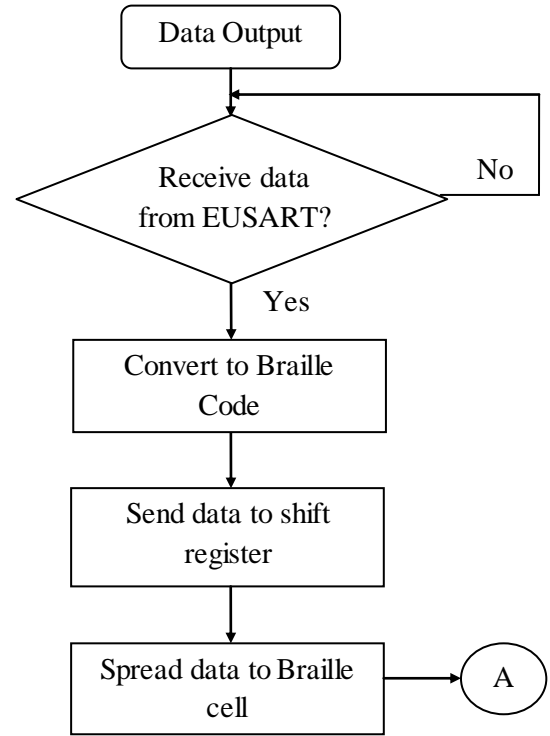 Data Output
No
Receive data
from EUSART?
Yes
Convert to Braille
Code
Send data to shift
register
Spread data to Braille
cell
A